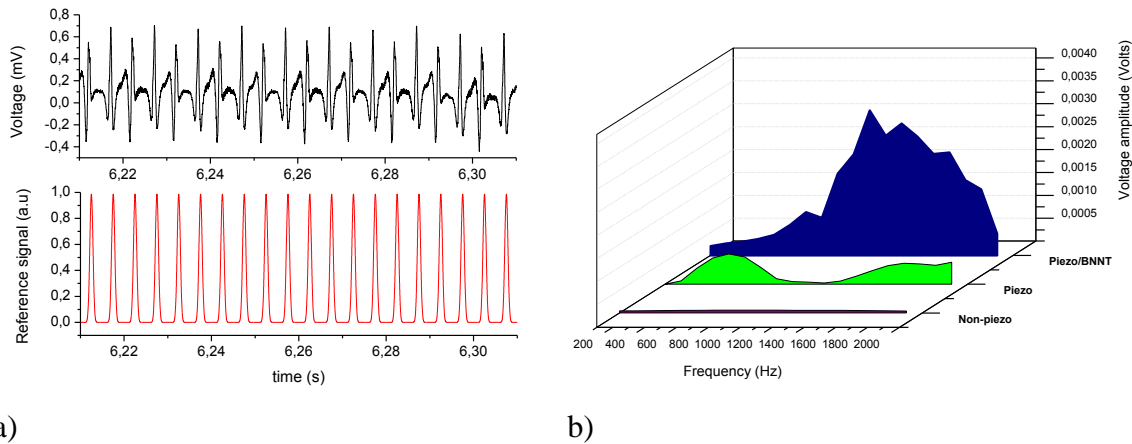 0,8
0,6
0,4
0,2
0,0
-0,2
-0,4
Voltage (mV)
6,22 6,24 6,26 6,28 6,30
1,0
0,8
0,6
0,4
0,2
0,0
Reference signal (a.u)
6,22 6,24 6,26 6,28 6,30
time (s)
a)
0,0040
0,0035
0,0030
0,0025
0,0020
0,0015
0,0010
0,0005
Voltage amplitude (Volts)
Piezo/BNNT
Piezo
Non-piezo
200 400 600 800 1000 1200 1400 1600 1800 2000
Frequency (Hz)
b)